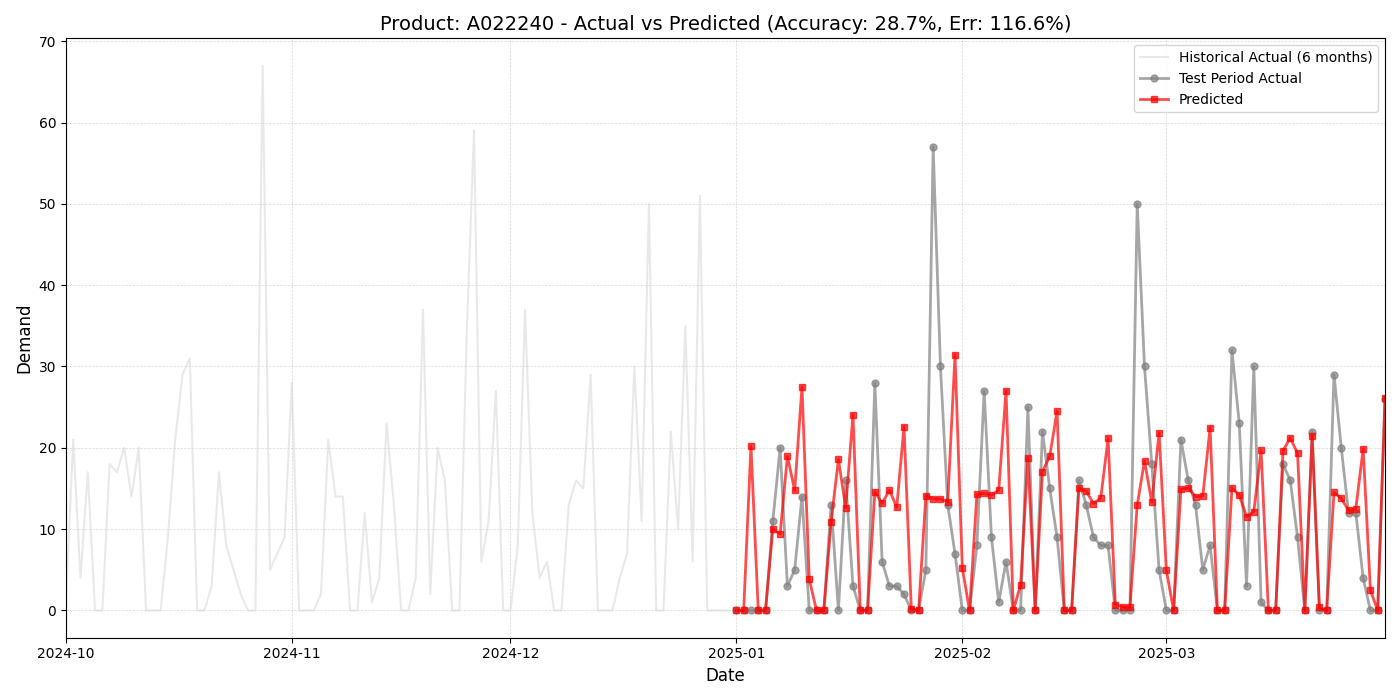 Product: A022240 - Actual vs Predicted (Accuracy: 28.7%, Err: 116.6%)
Historical Actual (6 months)
Test Period Actual
Predicted
Demand
70
60
50
40
30
20
10
0
2024-10
2024-11
2024-12
2025-01
2025-02
2025-03
Date